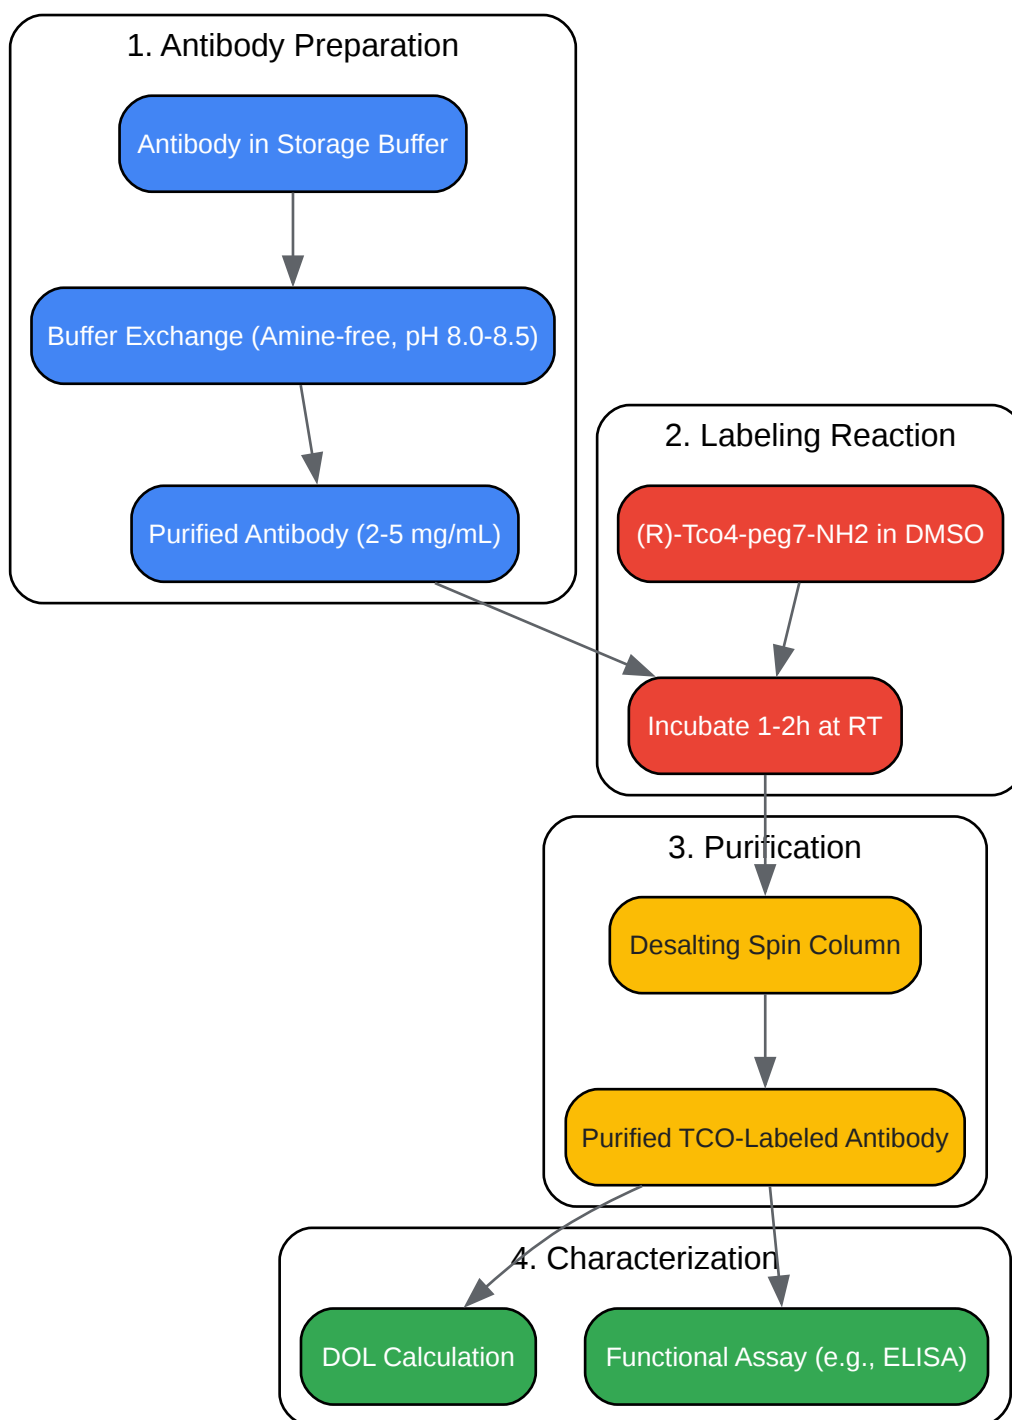 1. Antibody Preparation
Antibody in Storage Buffer
Buffer Exchange (Amine-free, pH 8.0-8.5)
Purified Antibody (2-5 mg/mL)
2. Labeling Reaction
(R)-Tco4-peg7-NH2 in DMSO
Incubate 1-2h at RT
3. Purification
Desalting Spin Column
Purified TCO-Labeled Antibody
4. Characterization
DOL Calculation
Functional Assay (e.g., ELISA)